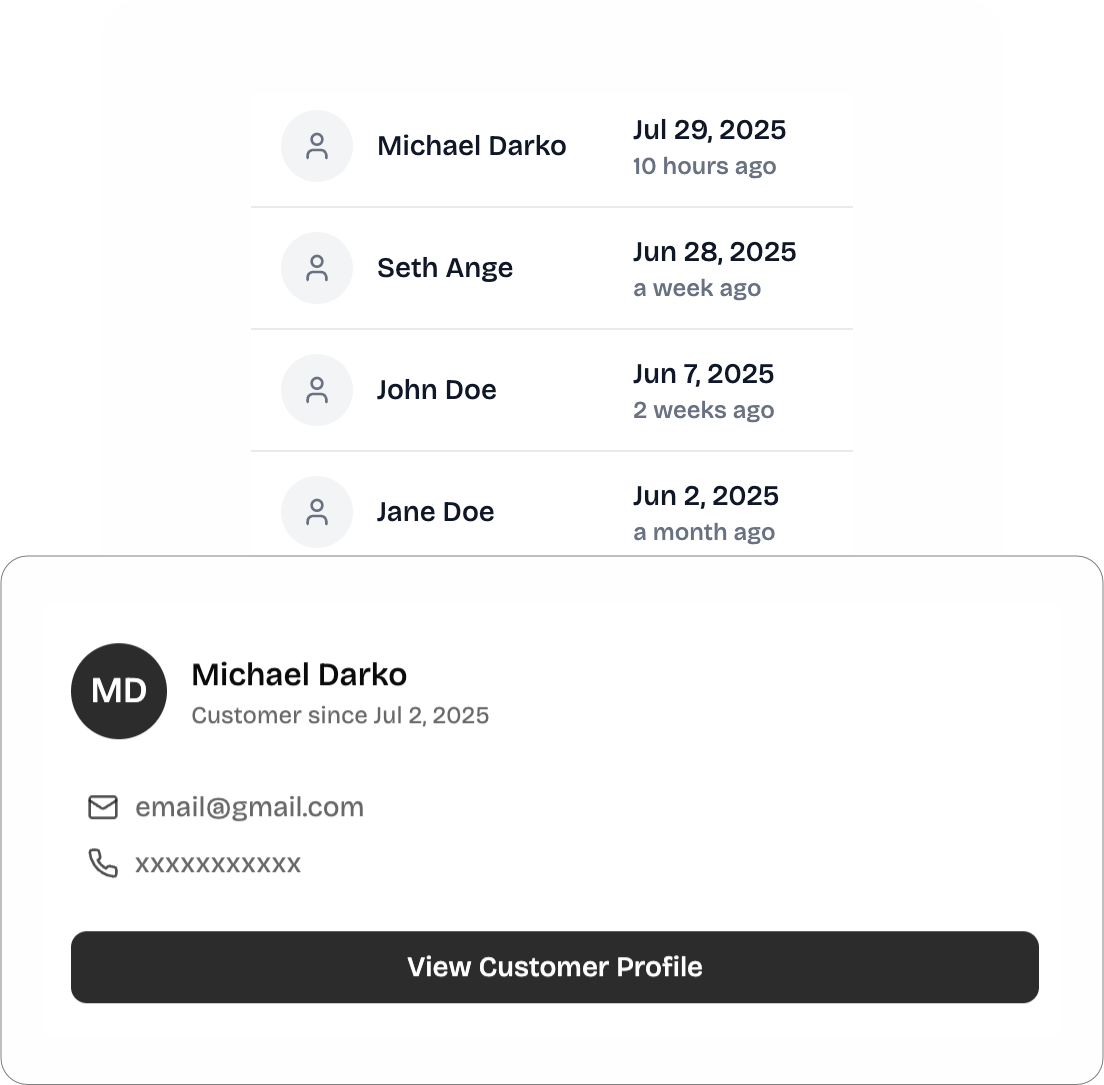 Michael Darko
Jul 29, 2025
10 hours ago
Seth Ange
Jun 28, 2025
a week ago
John Doe
Jun 7, 2025
2 weeks ago
Jane Doe
Jun 2, 2025
a month ago
MD
Michael Darko
Customer since Jul 2, 2025
email@gmail.com
xxxxxxxxxxx
View Customer Profile